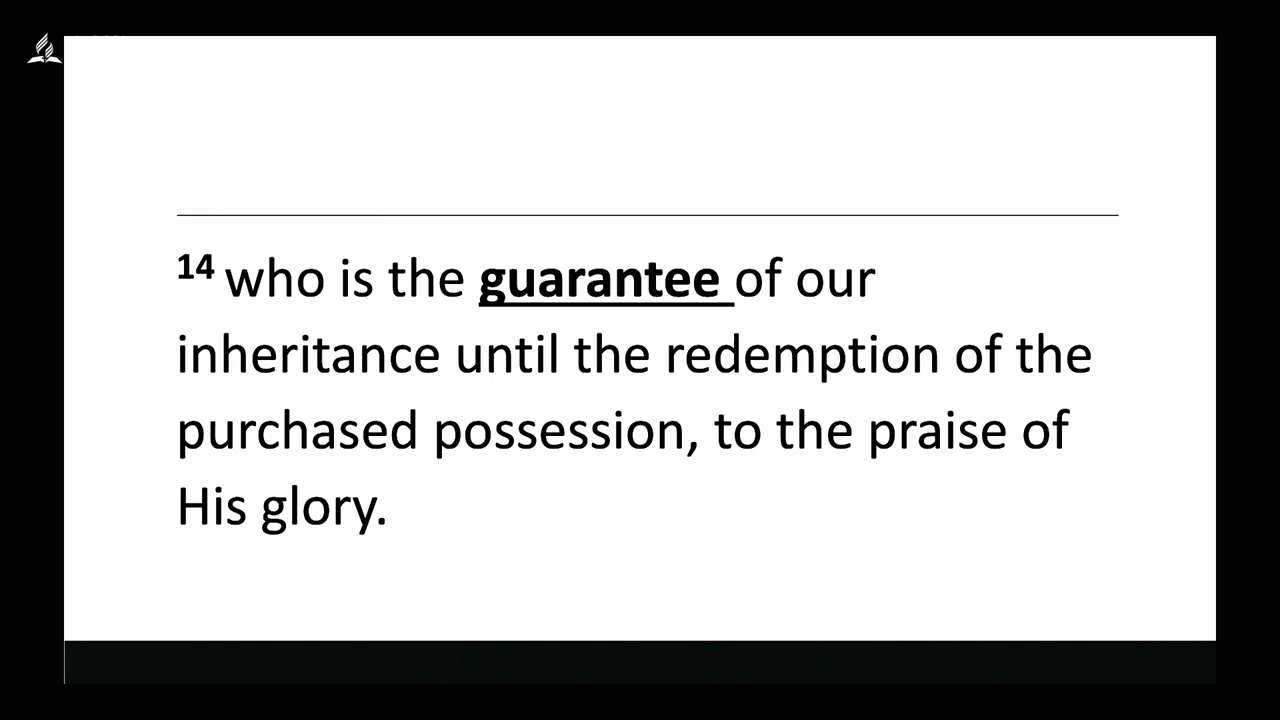 14 who is the guarantee of our
inheritance until the redemption of the
purchased possession, to the praise of
His glory.